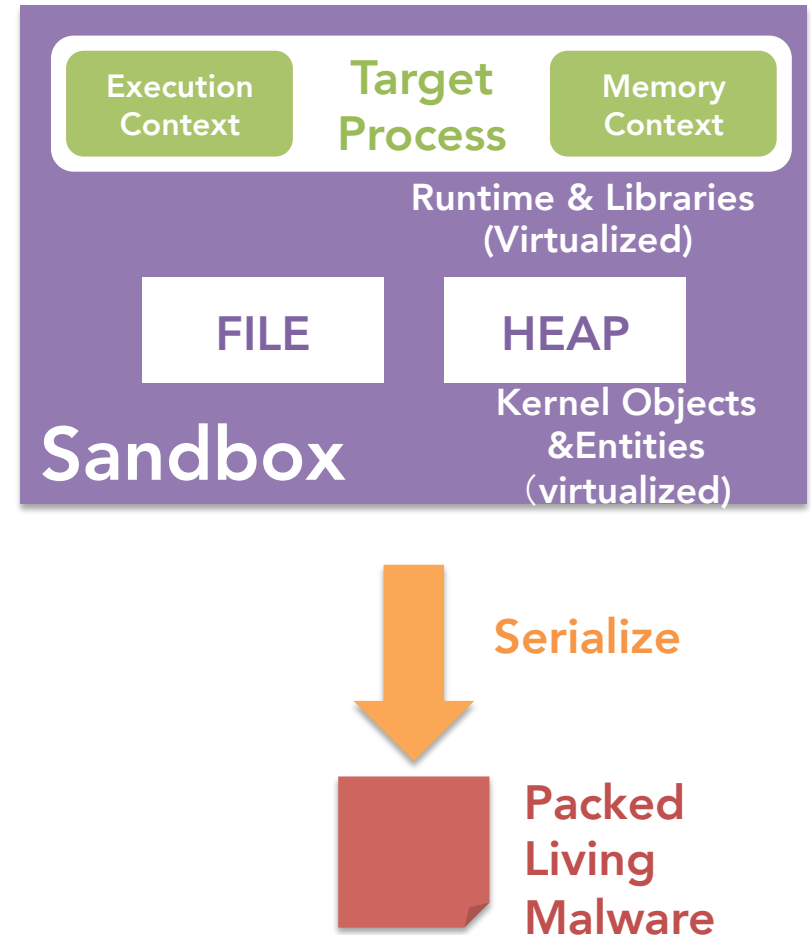 Execution
Context
Target
Process
Memory
Context
Runtime & Libraries
(Virtualized)
FILE
HEAP
Kernel Objects
&Entities
（virtualized)
Sandbox
Serialize
Packed
Living
Malware